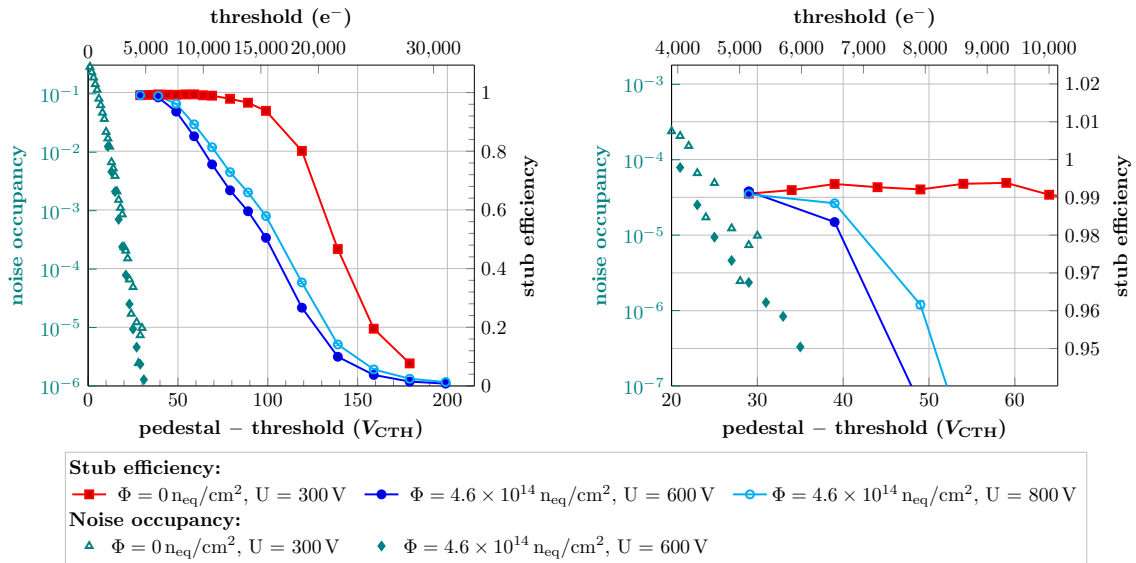 threshold (e⁻)
0
5,000 10,000 15,000 20,000 30,000
10⁻¹
10⁻²
10⁻³
10⁻⁴
10⁻⁵
10⁻⁶
noise occupancy
1
0.8
0.6
0.4
0.2
0
stub efficiency
0 50 100 150 200
pedestal – threshold (V_CTH)
threshold (e⁻)
4,000 5,000 6,000 7,000 8,000 9,000 10,000
10⁻³
10⁻⁴
10⁻⁵
10⁻⁶
10⁻⁷
noise occupancy
1.02
1.01
1
0.99
0.98
0.97
0.96
0.95
stub efficiency
20 30 40 50 60
pedestal – threshold (V_CTH)
Stub efficiency:
Φ = 0 n_eq/cm², U = 300 V Φ = 4.6 × 10¹⁴ n_eq/cm², U = 600 V Φ = 4.6 × 10¹⁴ n_eq/cm², U = 800 V
Noise occupancy:
Φ = 0 n_eq/cm², U = 300 V Φ = 4.6 × 10¹⁴ n_eq/cm², U = 600 V